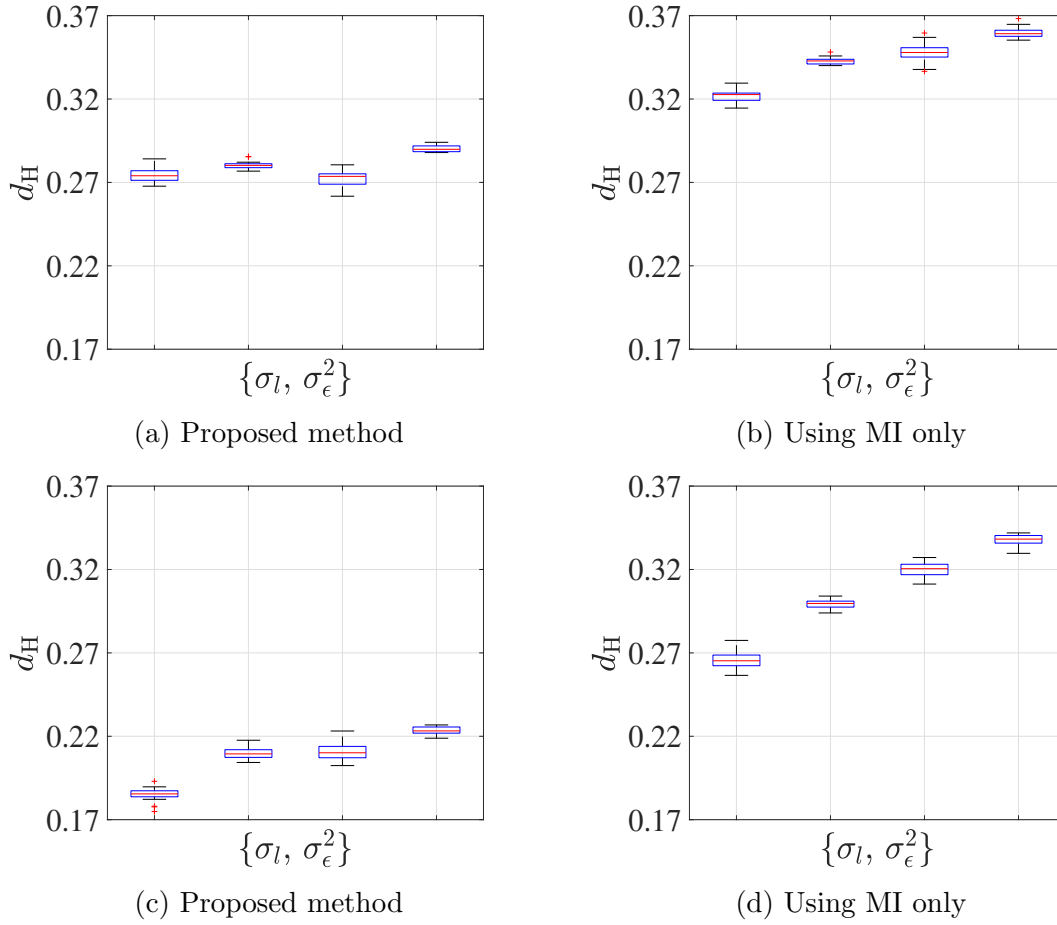 0.37
0.32
0.27
0.22
0.17
d_H
{σ_l, σ_ϵ^2}
(a) Proposed method
0.37
0.32
0.27
0.22
0.17
d_H
{σ_l, σ_ϵ^2}
(b) Using MI only
0.37
0.32
0.27
0.22
0.17
d_H
{σ_l, σ_ϵ^2}
(c) Proposed method
0.37
0.32
0.27
0.22
0.17
d_H
{σ_l, σ_ϵ^2}
(d) Using MI only